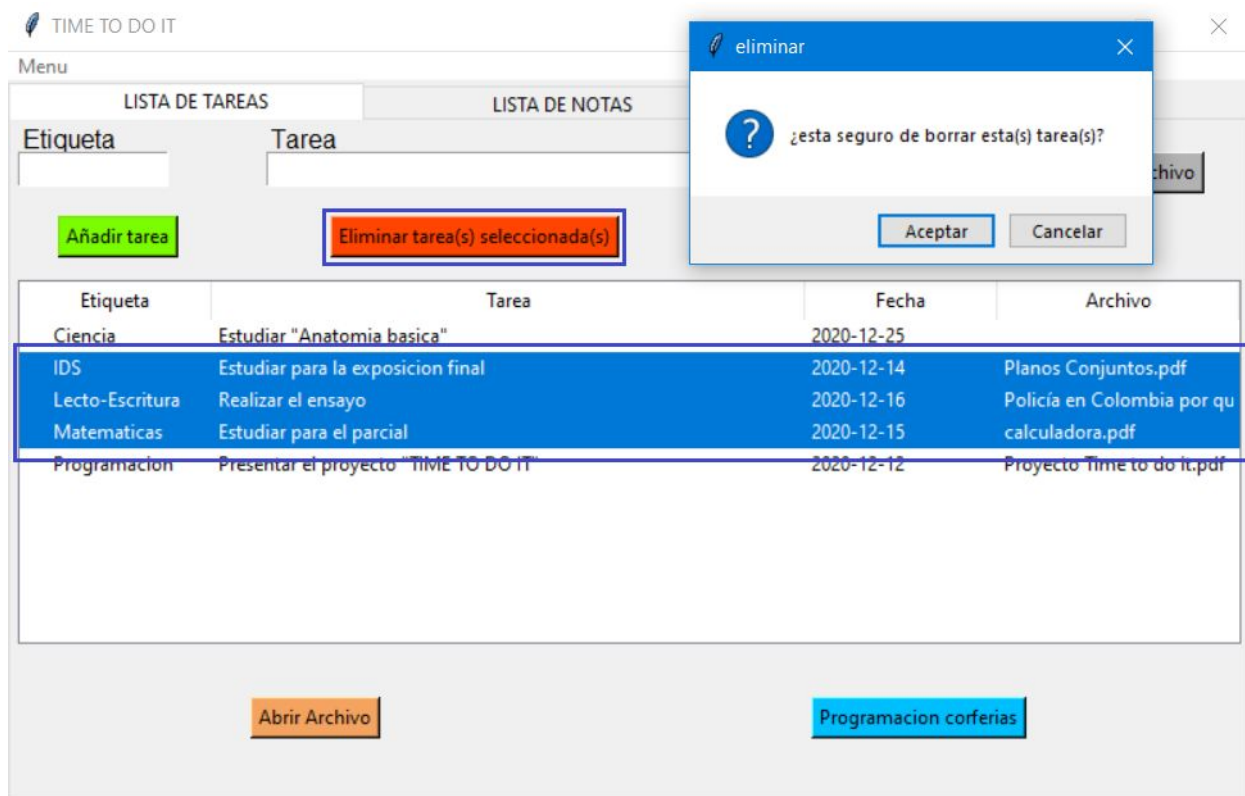 TIME TO DO IT
eliminar
Menu
LISTA DE TAREAS LISTA DE NOTAS
¿esta seguro de borrar esta(s) tarea(s)?
Etiqueta Tarea
Añadir tarea Eliminar tarea(s) seleccionada(s) Aceptar Cancelar
Etiqueta Tarea Fecha Archivo
Ciencia Estudiar "Anatomia basica" 2020-12-25
IDS Estudiar para la exposicion final 2020-12-14 Planos Conjuntos.pdf
Lecto-Escritura Realizar el ensayo 2020-12-16 Policía en Colombia por qu
Matematicas Estudiar para el parcial 2020-12-15 calculadora.pdf
Programacion Presentar el proyecto "TIME TO DO IT" 2020-12-12 Proyecto Time to do it.pdf
Abrir Archivo Programacion corferias